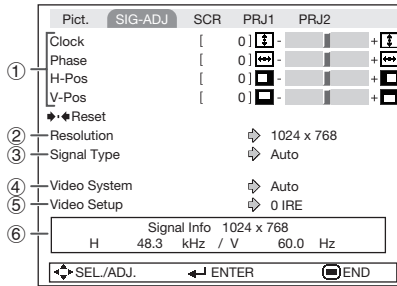 Pict. SIG-ADJ SCR PRJ1 PRJ2
Clock [ 0 ] - +
Phase [ 0 ] - +
① H-Pos [ 0 ] - +
V-Pos [ 0 ] - +
Reset
② Resolution 1024 x 768
③ Signal Type Auto
④ Video System Auto
⑤ Video Setup 0 IRE
⑥ Signal Info 1024 x 768
H 48.3 kHz / V 60.0 Hz
SEL./ADJ. ENTER END